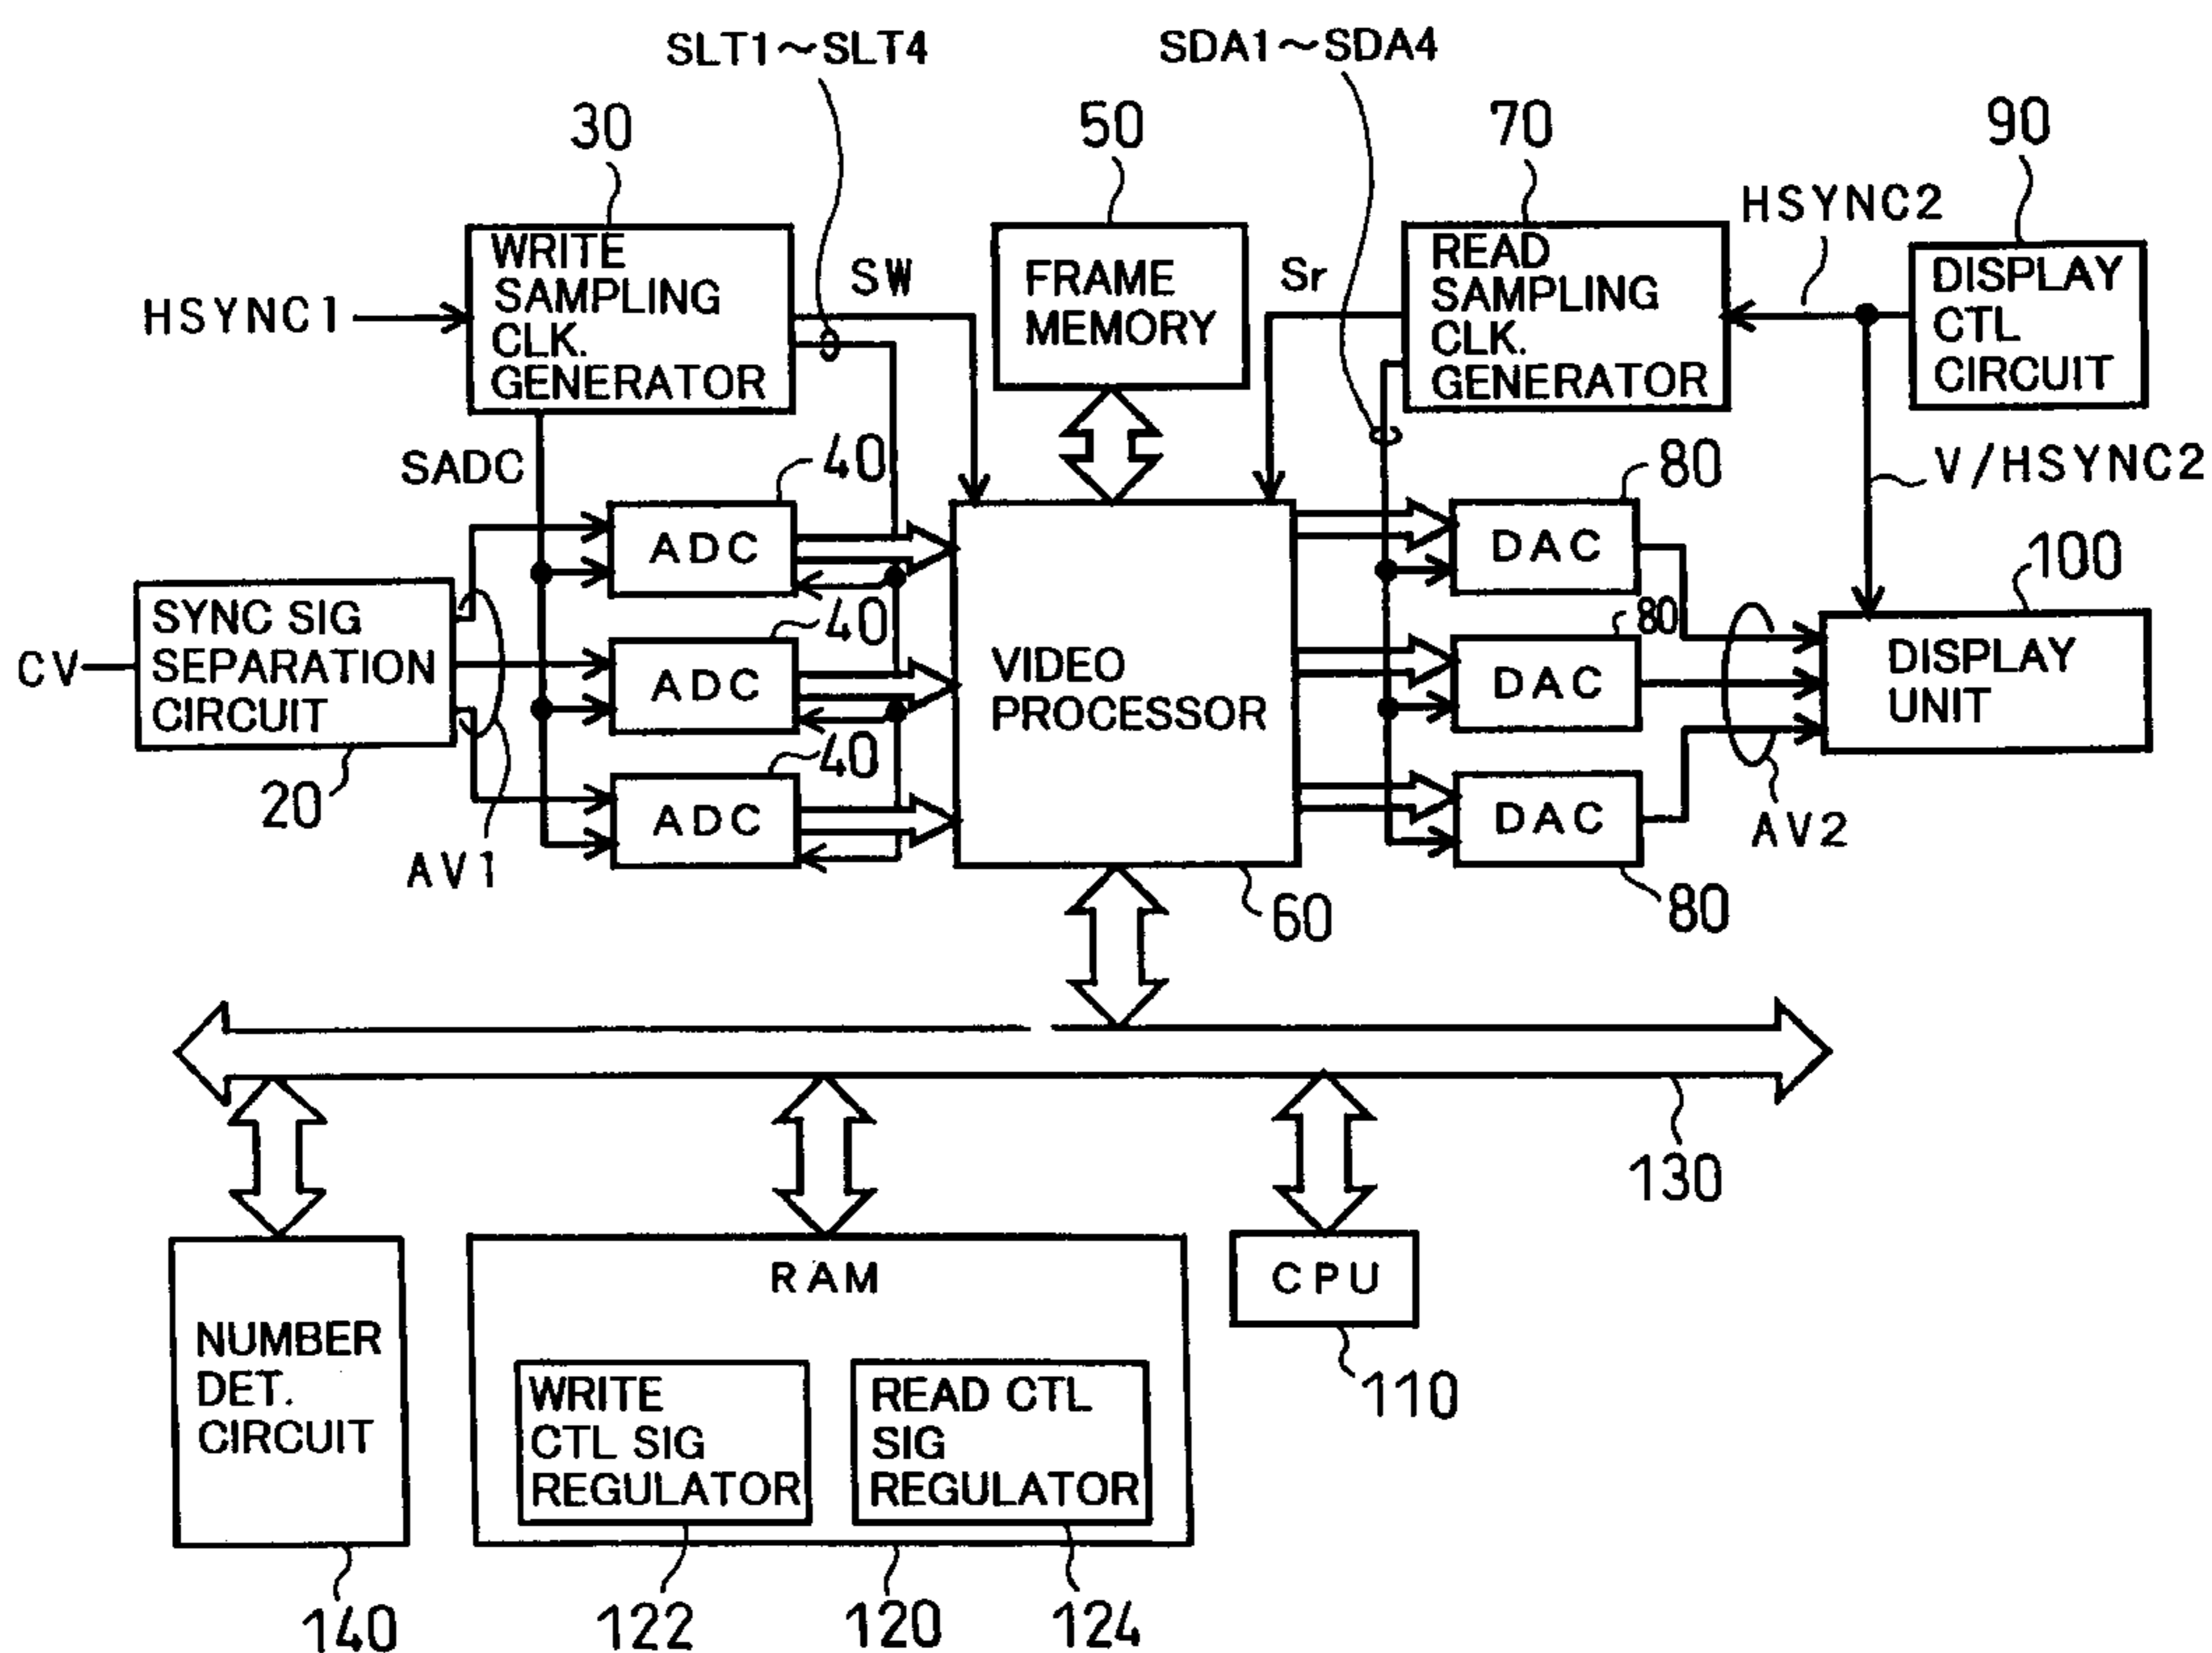 SLT1~SLT4
SDA1~SDA4
30
50
70
90
HSYNC2
WRITE
SAMPLING
CLK.
GENERATOR
SW
FRAME
MEMORY
Sr
READ
SAMPLING
CLK.
GENERATOR
DISPLAY
CTL
CIRCUIT
HSYNC1
SADC
40
80
V/HSYNC2
ADC
DAC
100
SYNC SIG
SEPARATION
CIRCUIT
CV
40
80
ADC
VIDEO
PROCESSOR
DAC
DISPLAY
UNIT
20
40
ADC
DAC
AV1
AV2
60
80
130
NUMBER
DET.
CIRCUIT
RAM
CPU
WRITE
CTL SIG
REGULATOR
READ CTL
SIG
REGULATOR
110
140
122
120
124